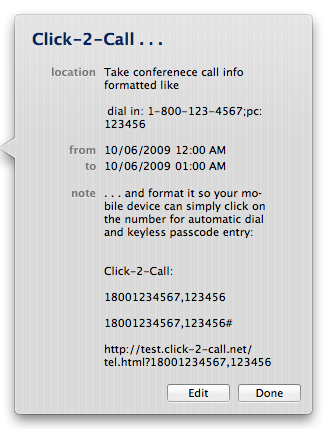 Click-2-Call . . .
location Take conferenece call info
formatted like
dial in: 1-800-123-4567;pc:
123456
from 10/06/2009 12:00 AM
to 10/06/2009 01:00 AM
note . . . and format it so your mo-
bile device can simply click on
the number for automatic dial
and keyless passcode entry:
Click-2-Call:
18001234567,123456
18001234567,123456#
http://test.click-2-call.net/
tel.html?18001234567,123456
Edit Done